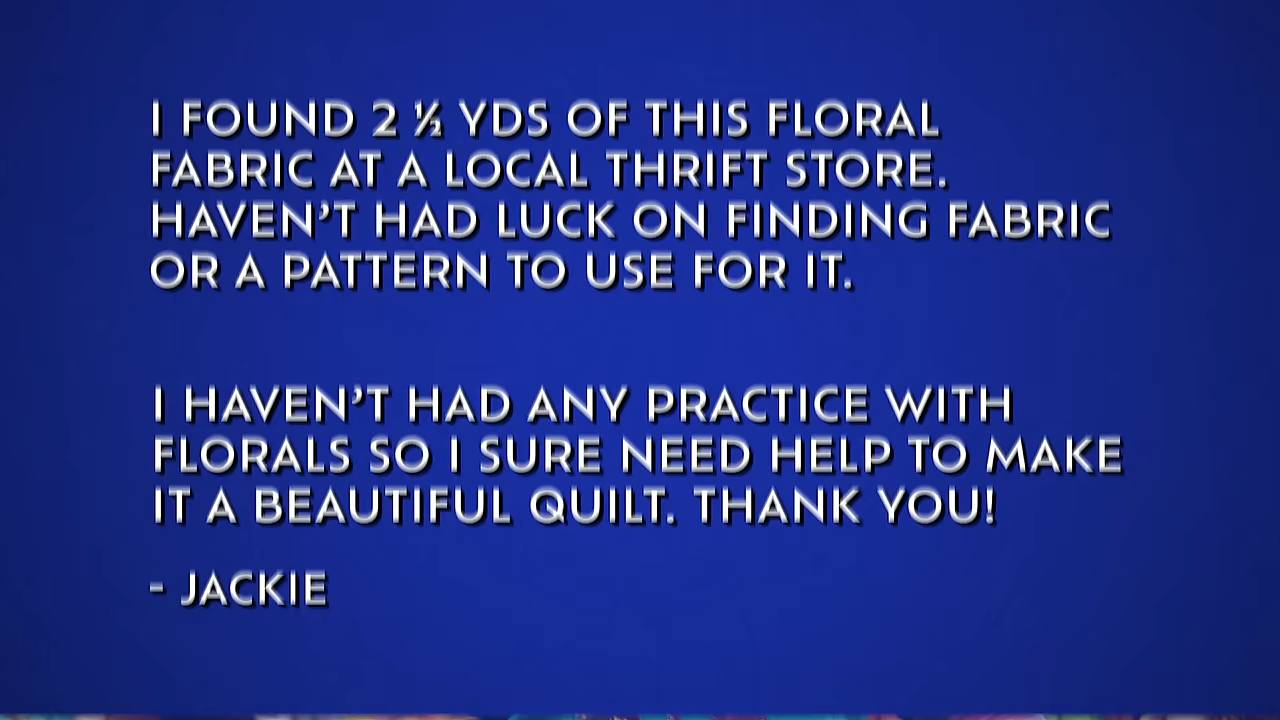 I FOUND 2 ½ YDS OF THIS FLORAL
FABRIC AT A LOCAL THRIFT STORE.
HAVEN'T HAD LUCK ON FINDING FABRIC
OR A PATTERN TO USE FOR IT.
I HAVEN'T HAD ANY PRACTICE WITH
FLORALS SO I SURE NEED HELP TO MAKE
IT A BEAUTIFUL QUILT. THANK YOU!
- JACKIE